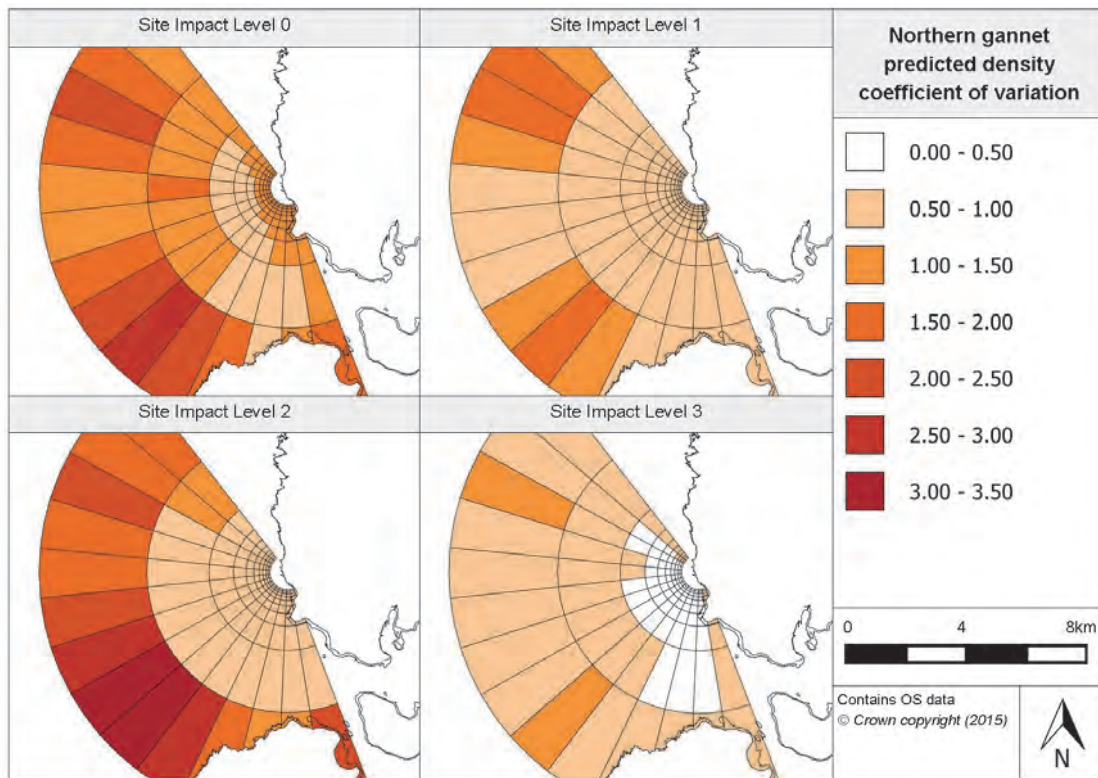 Site Impact Level 0
Site Impact Level 1
Site Impact Level 2
Site Impact Level 3
Northern gannet
predicted density
coefficient of variation
0.00 - 0.50
0.50 - 1.00
1.00 - 1.50
1.50 - 2.00
2.00 - 2.50
2.50 - 3.00
3.00 - 3.50
0 4 8km
Contains OS data
© Crown copyright (2015)
N